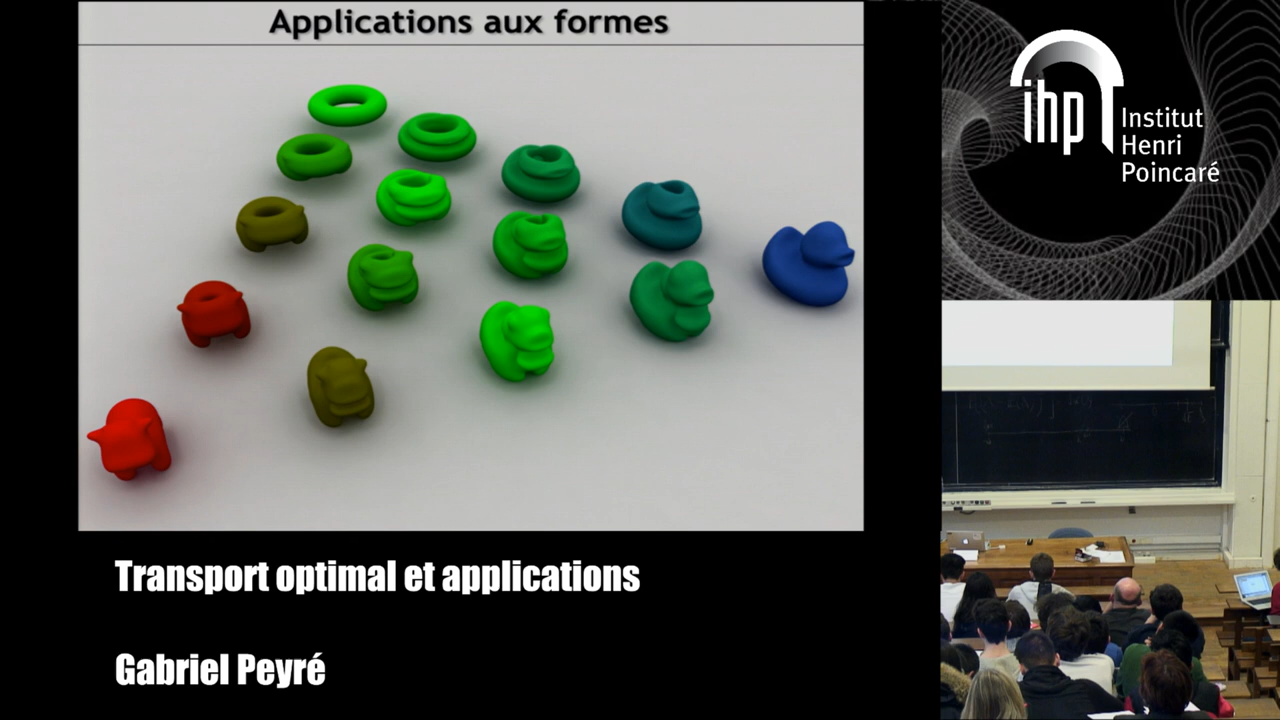 Applications aux formes
ihp
Institut
Henri
Poincaré
Transport optimal et applications
Gabriel Peyré